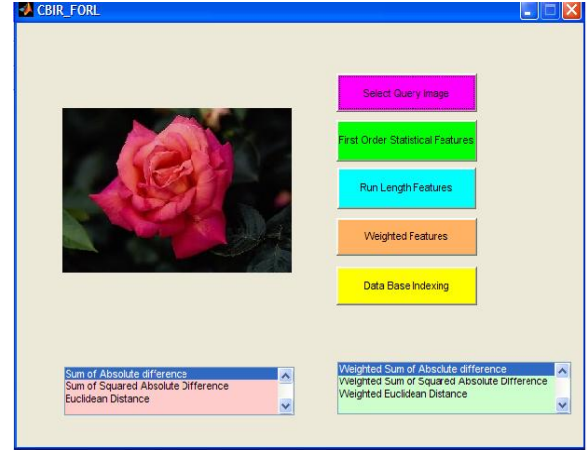 CBIR_FORL
Select Query Image
First Order Statistical Features
Run Length Features
Weighted Features
Data Base Indexing
Sum of Absolute difference
Sum of Squared Absolute Difference
Euclidean Distance
Weighted Sum of Absolute difference
Weighted Sum of Squared Absolute Difference
Weighted Euclidean Distance